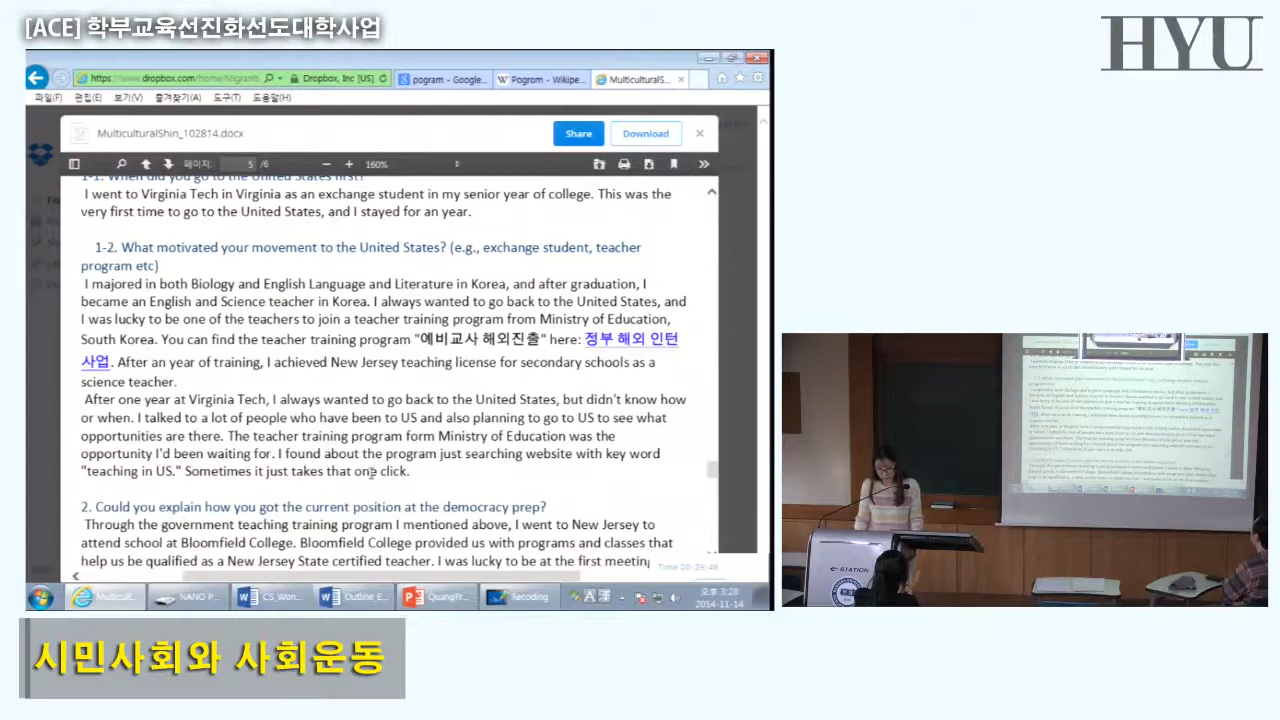 [ACE] 학부교육선진화선도대학사업
HYU
Dropbox, Inc [US]
pogram - Google...
Pogrom - Wikipe...
MulticulturalS...
파일(F) 편집(E) 보기(V) 즐겨찾기(A) 도구(T) 도움말(H)
MulticulturalShin_102814.docx
Share
Download
페이지: 5 /6
160%
1-1. When did you go to the United States first?
I went to Virginia Tech in Virginia as an exchange student in my senior year of college. This was the
very first time to go to the United States, and I stayed for an year.
1-2. What motivated your movement to the United States? (e.g., exchange student, teacher
program etc)
I majored in both Biology and English Language and Literature in Korea, and after graduation, I
became an English and Science teacher in Korea. I always wanted to go back to the United States, and
I was lucky to be one of the teachers to join a teacher training program from Ministry of Education,
South Korea. You can find the teacher training program "예비교사 해외진출" here: 정부 해외 인턴
사업. After an year of training, I achieved New Jersey teaching license for secondary schools as a
science teacher.
After one year at Virginia Tech, I always wanted to go back to the United States, but didn't know how
or when. I talked to a lot of people who have been to US and are planning to go to US to see what
opportunities are there. The teacher training program form Ministry of Education was the
opportunity I'd been waiting for. I found about the program just searching website with key word
"teaching in US." Sometimes it just takes that one click.
2. Could you explain how you got the current position at the democracy prep?
Through the government teaching training program I mentioned above, I went to New Jersey to
attend school at Bloomfield College. Bloomfield College provided us with programs and classes that
help us be qualified as a New Jersey State certified teacher. I was lucky to be at the first meeting
Time 00:29:46
Multicult...
NANO P...
CS_Won...
Outline_E...
QuangTr...
Recoding
오후 3:28
2014-11-14
e-STATION
시민사회와 사회운동